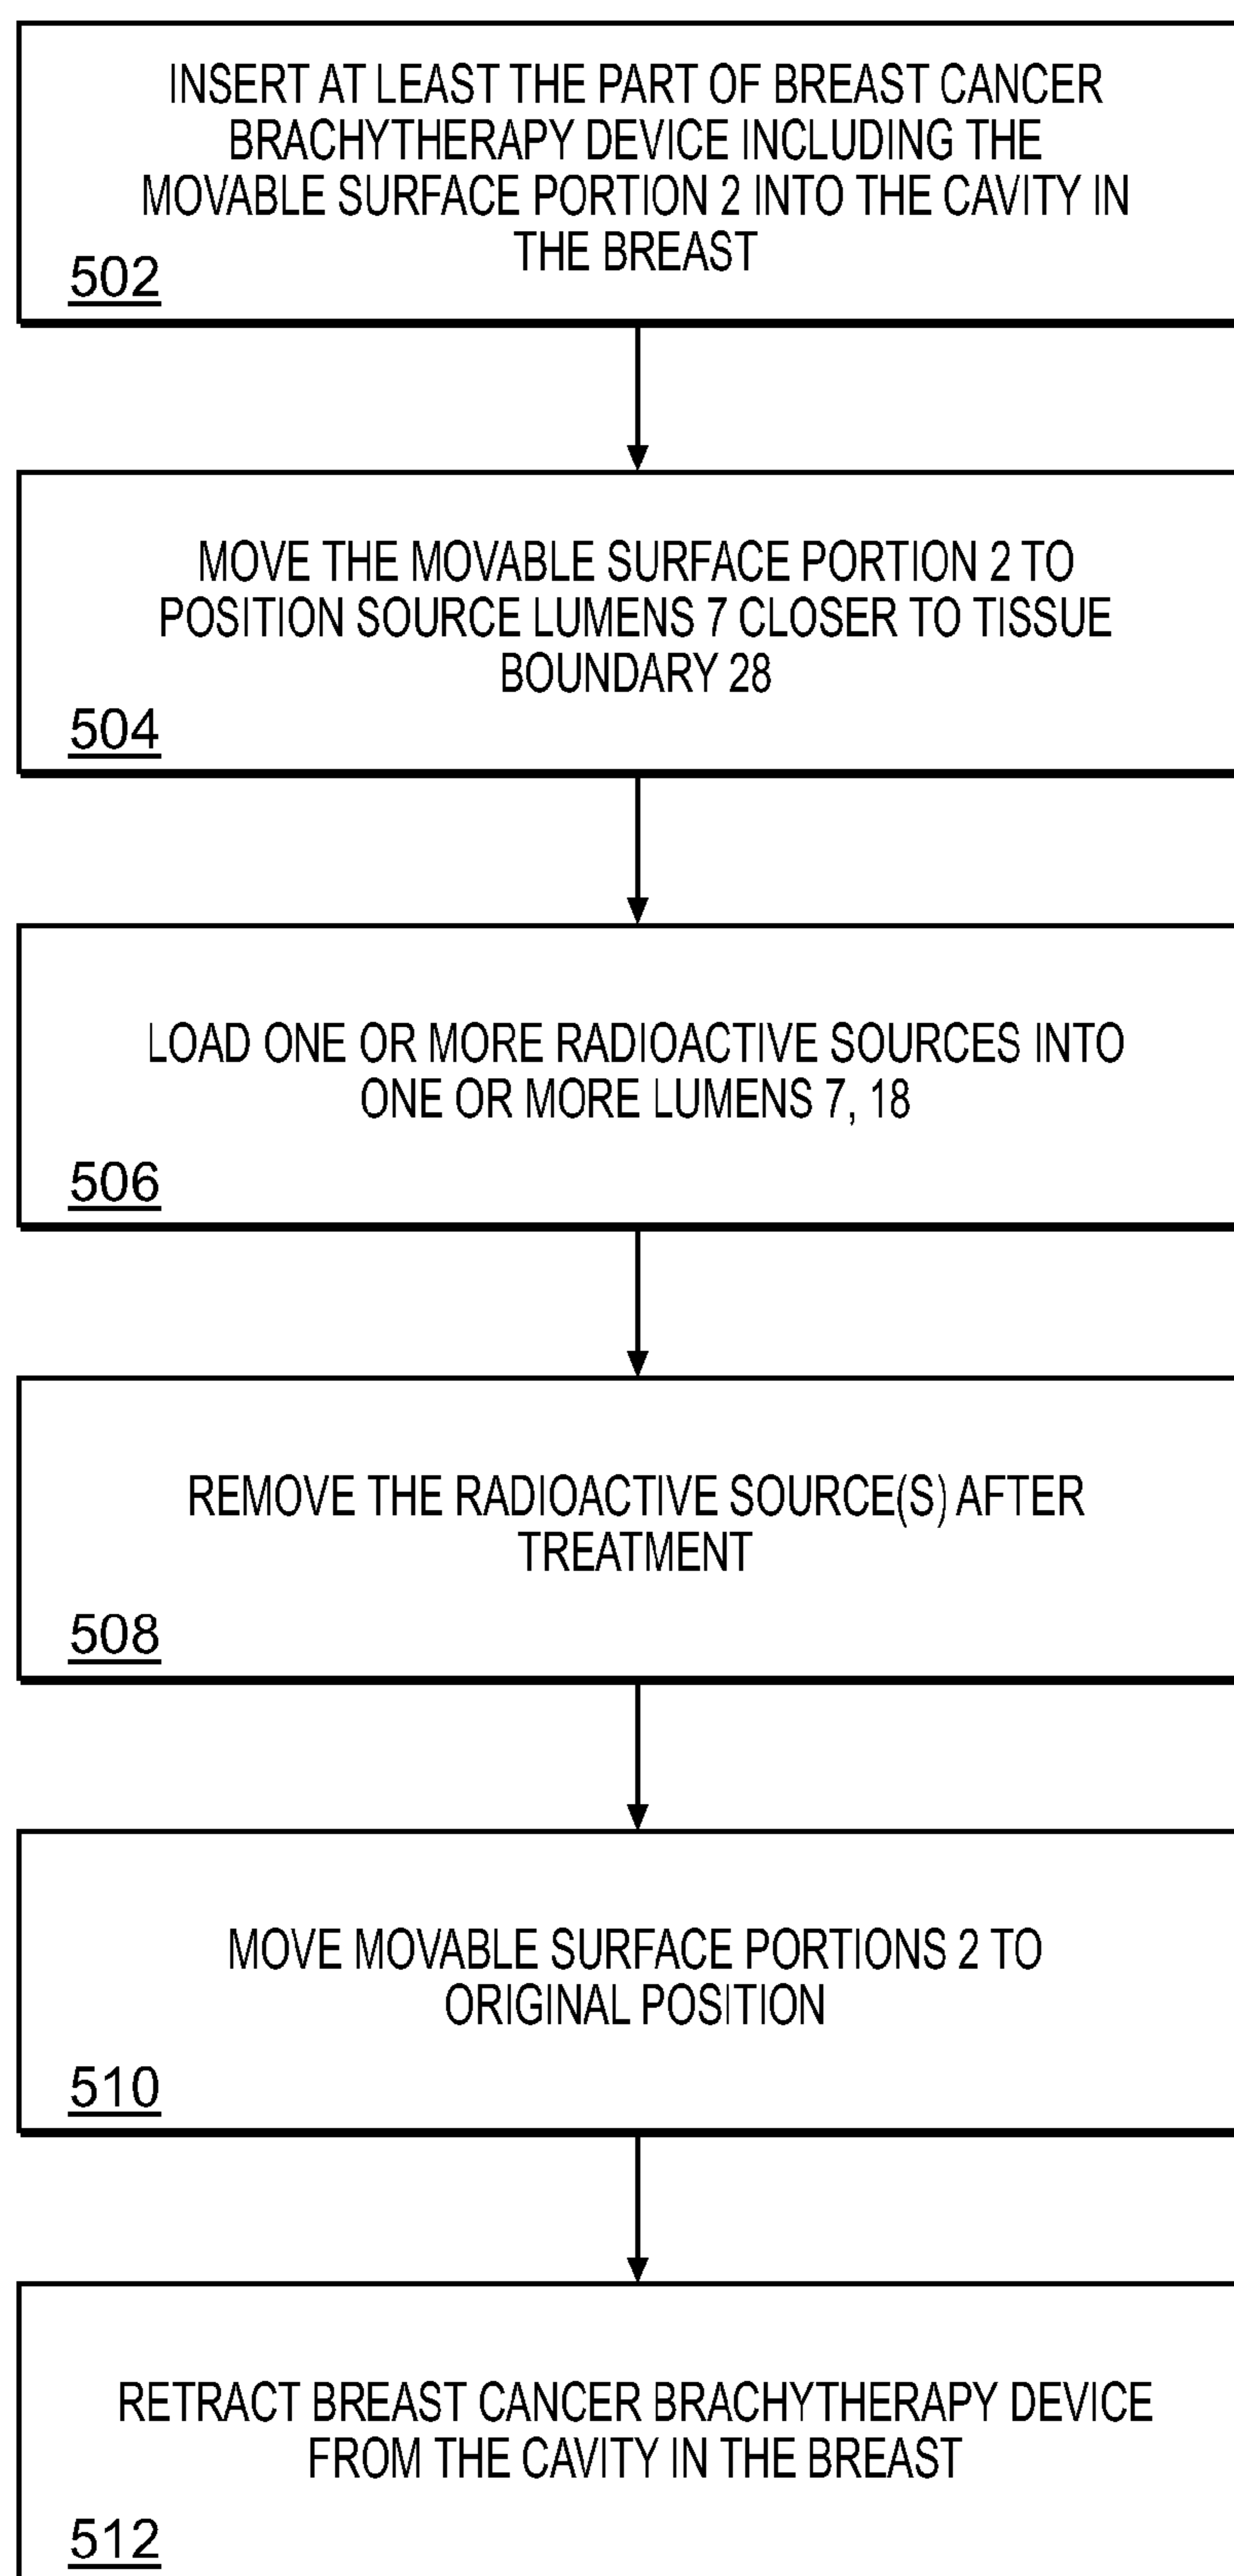 INSERT AT LEAST THE PART OF BREAST CANCER
BRACHYTHERAPY DEVICE INCLUDING THE
MOVABLE SURFACE PORTION 2 INTO THE CAVITY IN
THE BREAST
502
MOVE THE MOVABLE SURFACE PORTION 2 TO
POSITION SOURCE LUMENS 7 CLOSER TO TISSUE
BOUNDARY 28
504
LOAD ONE OR MORE RADIOACTIVE SOURCES INTO
ONE OR MORE LUMENS 7, 18
506
REMOVE THE RADIOACTIVE SOURCE(S) AFTER
TREATMENT
508
MOVE MOVABLE SURFACE PORTIONS 2 TO
ORIGINAL POSITION
510
RETRACT BREAST CANCER BRACHYTHERAPY DEVICE
FROM THE CAVITY IN THE BREAST
512